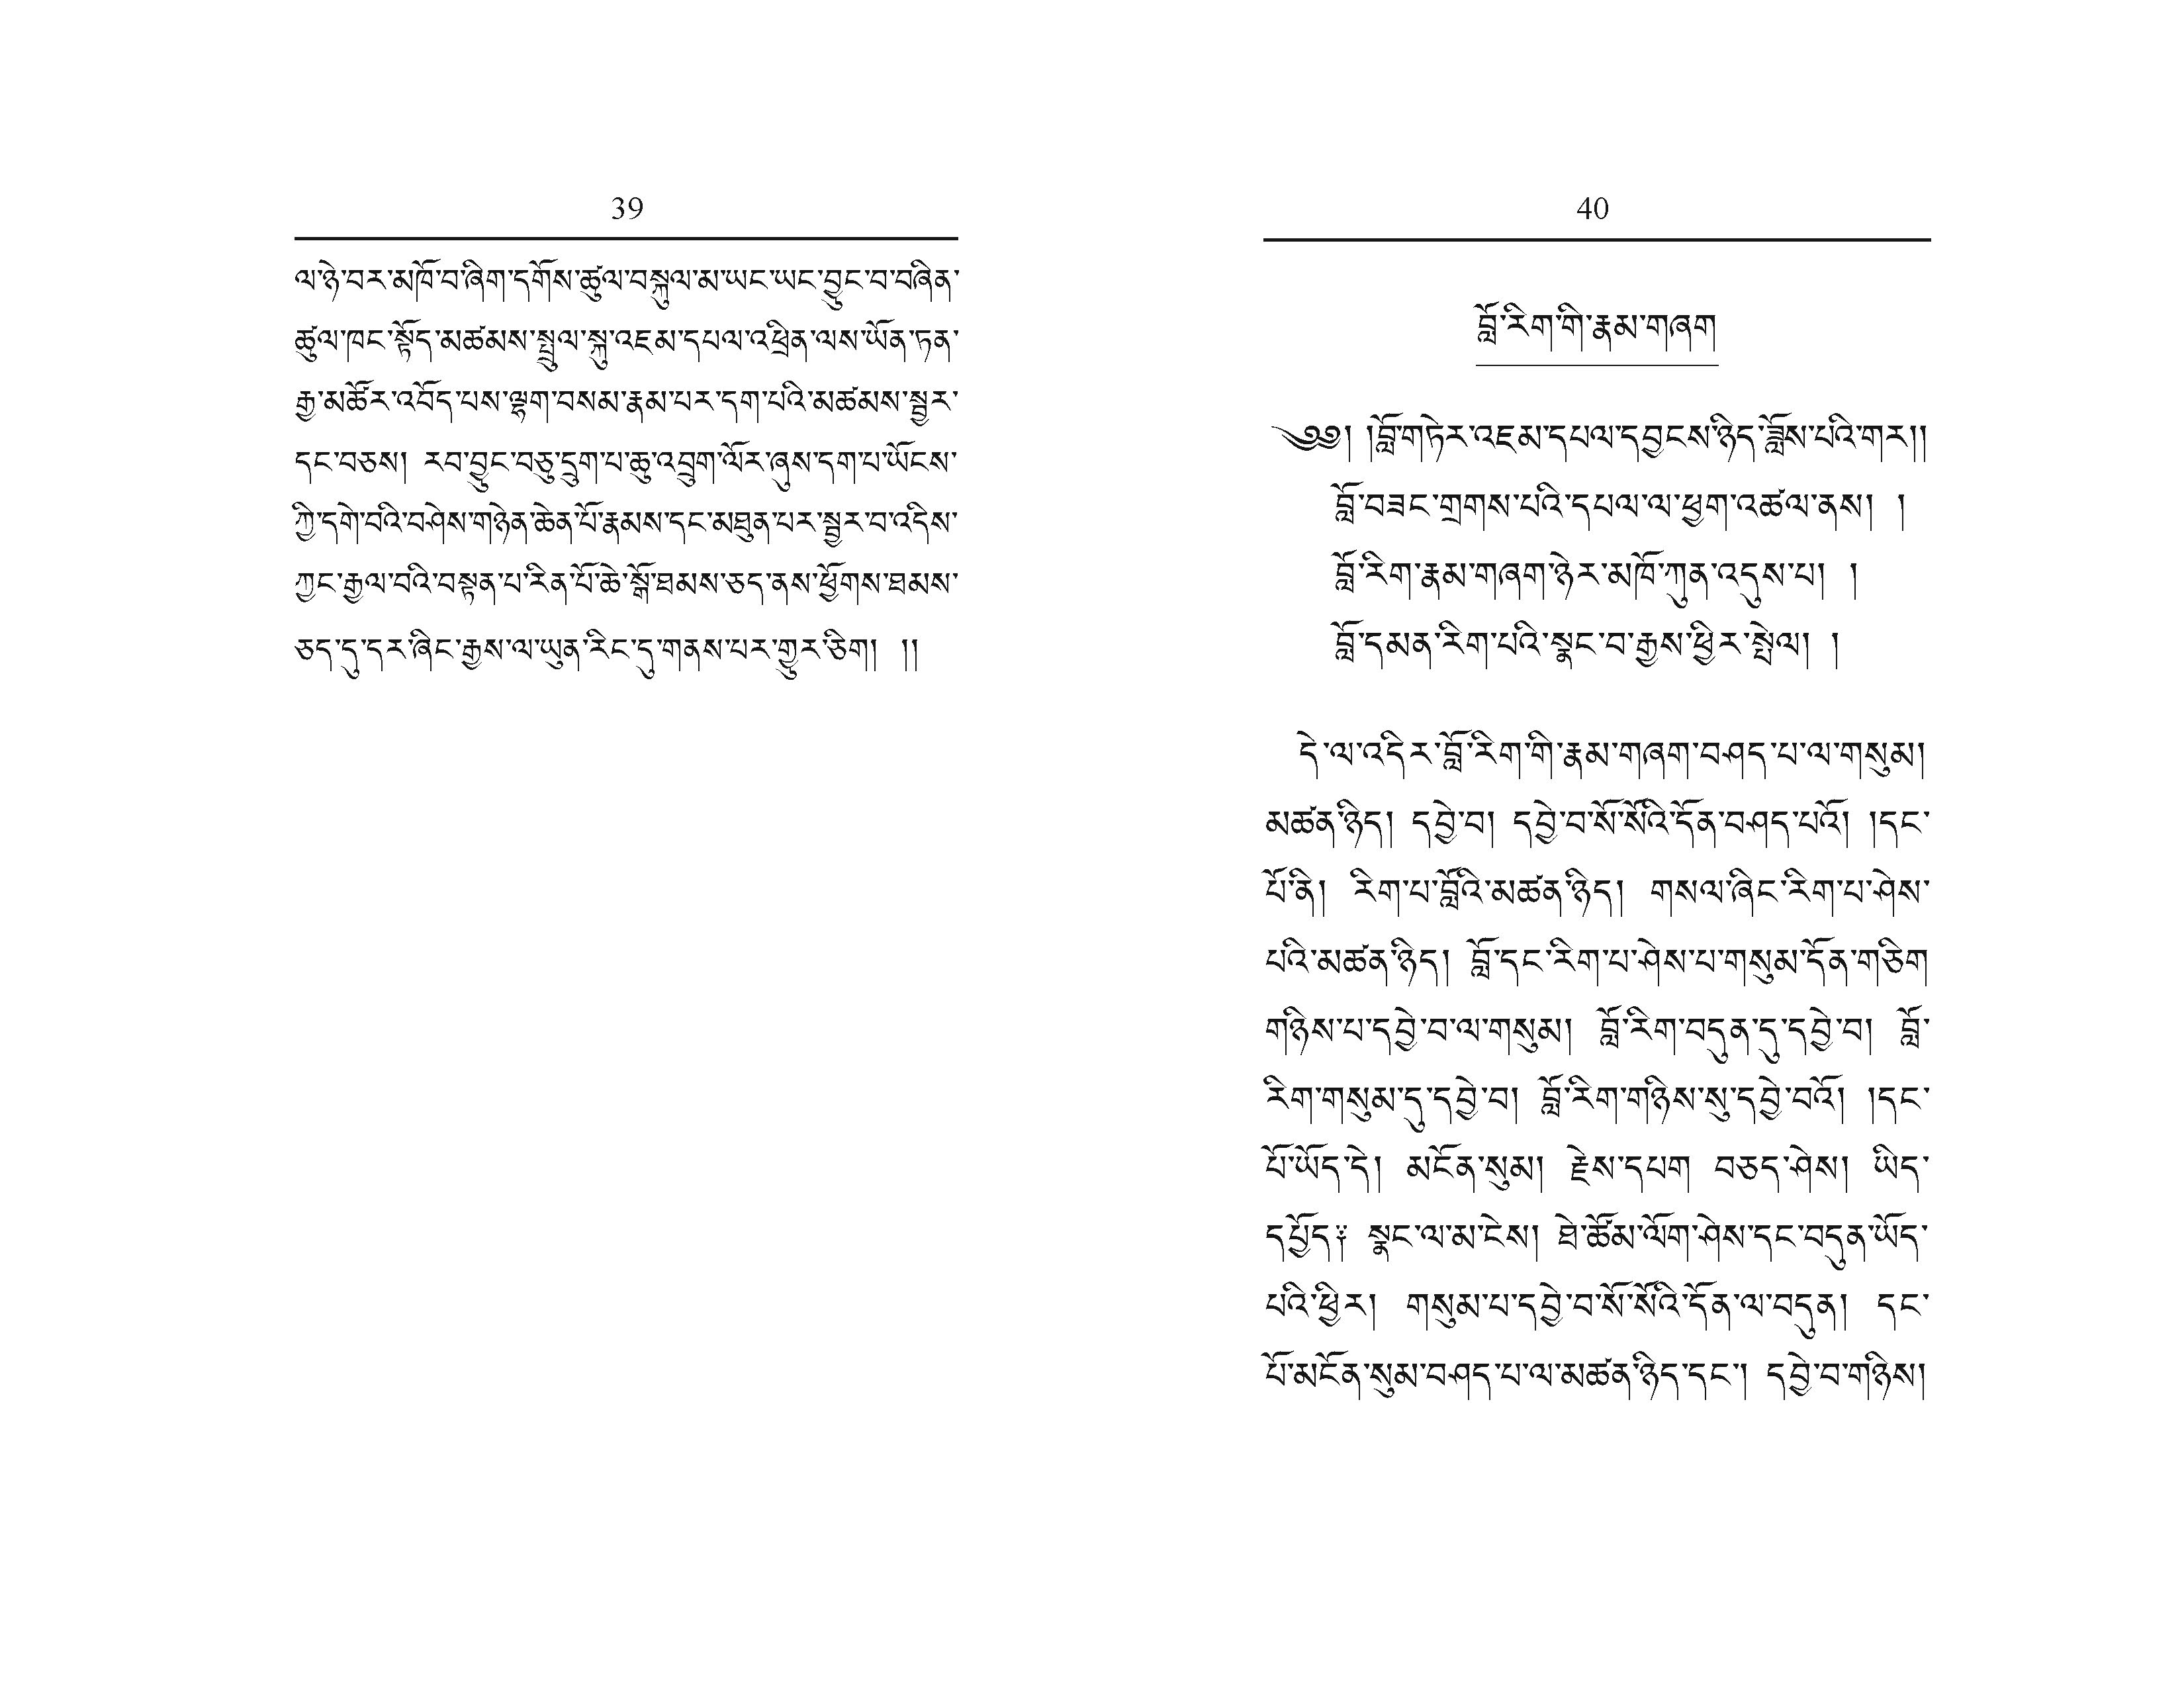 39
ལ་ཉེ་བར་མཁོ་བ་ཞིག་དགོས་ཚུལ་བསྐུལ་མ་ཡང་ཡང་བྱུང་བ་བཞིན་
ཚུལ་ཁང་སྟོད་མཚམས་སྤྲུལ་སྐུ་འཇམ་དཔལ་འཕྲིན་ལས་ཡོན་ཏན་
རྒྱ་མཚོར་འབོད་པས་ལྷག་བསམ་རྣམ་པར་དག་པའི་མཚམས་སྦྱར་
དང་བཅས། རབ་བྱུང་བཅུ་དྲུག་པ་ཆུ་འབྲུག་ལོར་ཞུས་དག་པ་ཡོངས་
ཀྱི་དགེ་བའི་བཤེས་གཉེན་ཆེན་པོ་རྣམས་དང་མཐུན་པར་སྦྱར་བ་འདིས་
ཀྱང་རྒྱལ་བའི་བསྟན་པ་རིན་པོ་ཆེ་སྒོ་ཐམས་ཅད་ནས་ཕྱོགས་ཐམས་
ཅད་དུ་དར་ཞིང་རྒྱས་ལ་ཡུན་རིང་དུ་གནས་པར་གྱུར་ཅིག། །།
40
བློ་རིག་གི་རྣམ་གཞག
༄༅། །བློ་གཏེར་འཇམ་དཔལ་དབྱངས་ཉིད་ཟློས་པའི་གར།།
བློ་བཟང་གྲགས་པའི་དཔལ་ལ་ཕྱག་འཚལ་ནས། །
བློ་རིག་རྣམ་གཞག་ཉེར་མཁོ་ཀུན་འདུས་པ། །
བློ་དམན་རིག་པའི་སྣང་བ་རྒྱས་ཕྱིར་སྤེལ། །
དེ་ལ་འདིར་བློ་རིག་གི་རྣམ་གཞག་བཤད་པ་ལ་གསུམ།
མཚན་ཉིད། དབྱེ་བ། དབྱེ་བ་སོ་སོའི་དོན་བཤད་པའོ། །དང་
པོ་ནི། རིག་པ་བློའི་མཚན་ཉིད། གསལ་ཞིང་རིག་པ་ཤེས་
པའི་མཚན་ཉིད། བློ་དང་རིག་པ་ཤེས་པ་གསུམ་དོན་གཅིག
གཉིས་པ་དབྱེ་བ་ལ་གསུམ། བློ་རིག་བདུན་དུ་དབྱེ་བ། བློ་
རིག་གསུམ་དུ་དབྱེ་བ། བློ་རིག་གཉིས་སུ་དབྱེ་བའོ། །དང་
པོ་ཡོད་དེ། མངོན་སུམ། རྗེས་དཔག བཅད་ཤེས། ཡིད་
དཔྱོད༑ སྣང་ལ་མ་ངེས། ཐེ་ཚོམ་ལོག་ཤེས་དང་བདུན་ཡོད་
པའི་ཕྱིར། གསུམ་པ་དབྱེ་བ་སོ་སོའི་དོན་ལ་བདུན། དང་
པོ་མངོན་སུམ་བཤད་པ་ལ་མཚན་ཉིད་དང་། དབྱེ་བ་གཉིས།